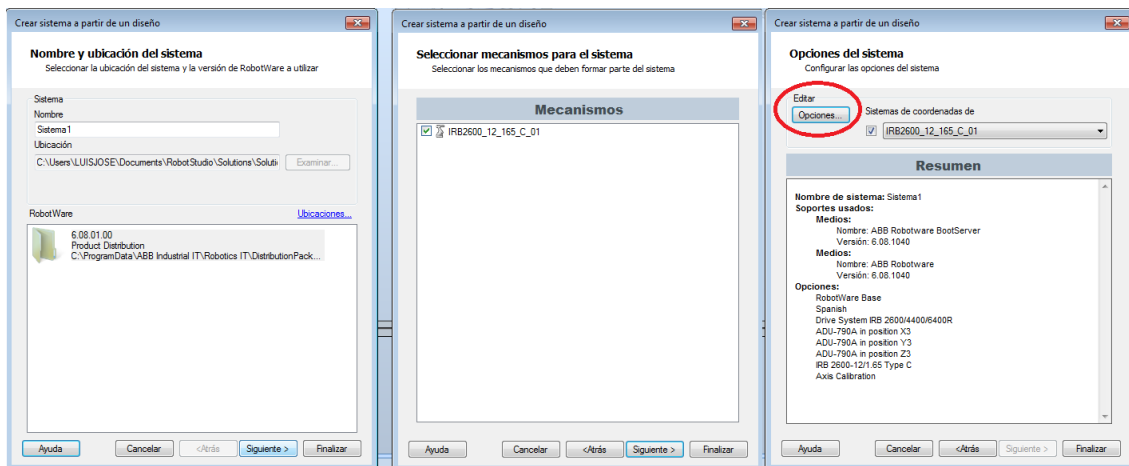 Crear sistema a partir de un diseño
Nombre y ubicación del sistema
Seleccionar la ubicación del sistema y la versión de RobotWare a utilizar
Sistema
Nombre
Sistema1
Ubicación
C:\Users\LUISJOSE\Documents\RobotStudio\Solutions\Soluti
Examinar...
RobotWare
Ubicaciones...
6.08.01.00
Product Distribution
C:\ProgramData\ABB Industrial IT\Robotics IT\DistributionPack...
Ayuda
Cancelar
<Atrás
Siguiente >
Finalizar
Crear sistema a partir de un diseño
Seleccionar mecanismos para el sistema
Seleccionar los mecanismos que deben formar parte del sistema
Mecanismos
IRB2600_12_165_C_01
Ayuda
Cancelar
<Atrás
Siguiente >
Finalizar
Crear sistema a partir de un diseño
Opciones del sistema
Configurar las opciones del sistema
Editar
Opciones...
Sistemas de coordenadas de
IRB2600_12_165_C_01
Resumen
Nombre de sistema: Sistema1
Soportes usados:
Medios:
Nombre: ABB Robotware BootServer
Versión: 6.08.1040
Medios:
Nombre: ABB Robotware
Versión: 6.08.1040
Opciones:
RobotWare Base
Spanish
Drive System IRB 2600/4400/6400R
ADU-790A in position X3
ADU-790A in position Y3
ADU-790A in position Z3
IRB 2600-12/1.65 Type C
Axis Calibration
Ayuda
Cancelar
<Atrás
Siguiente >
Finalizar